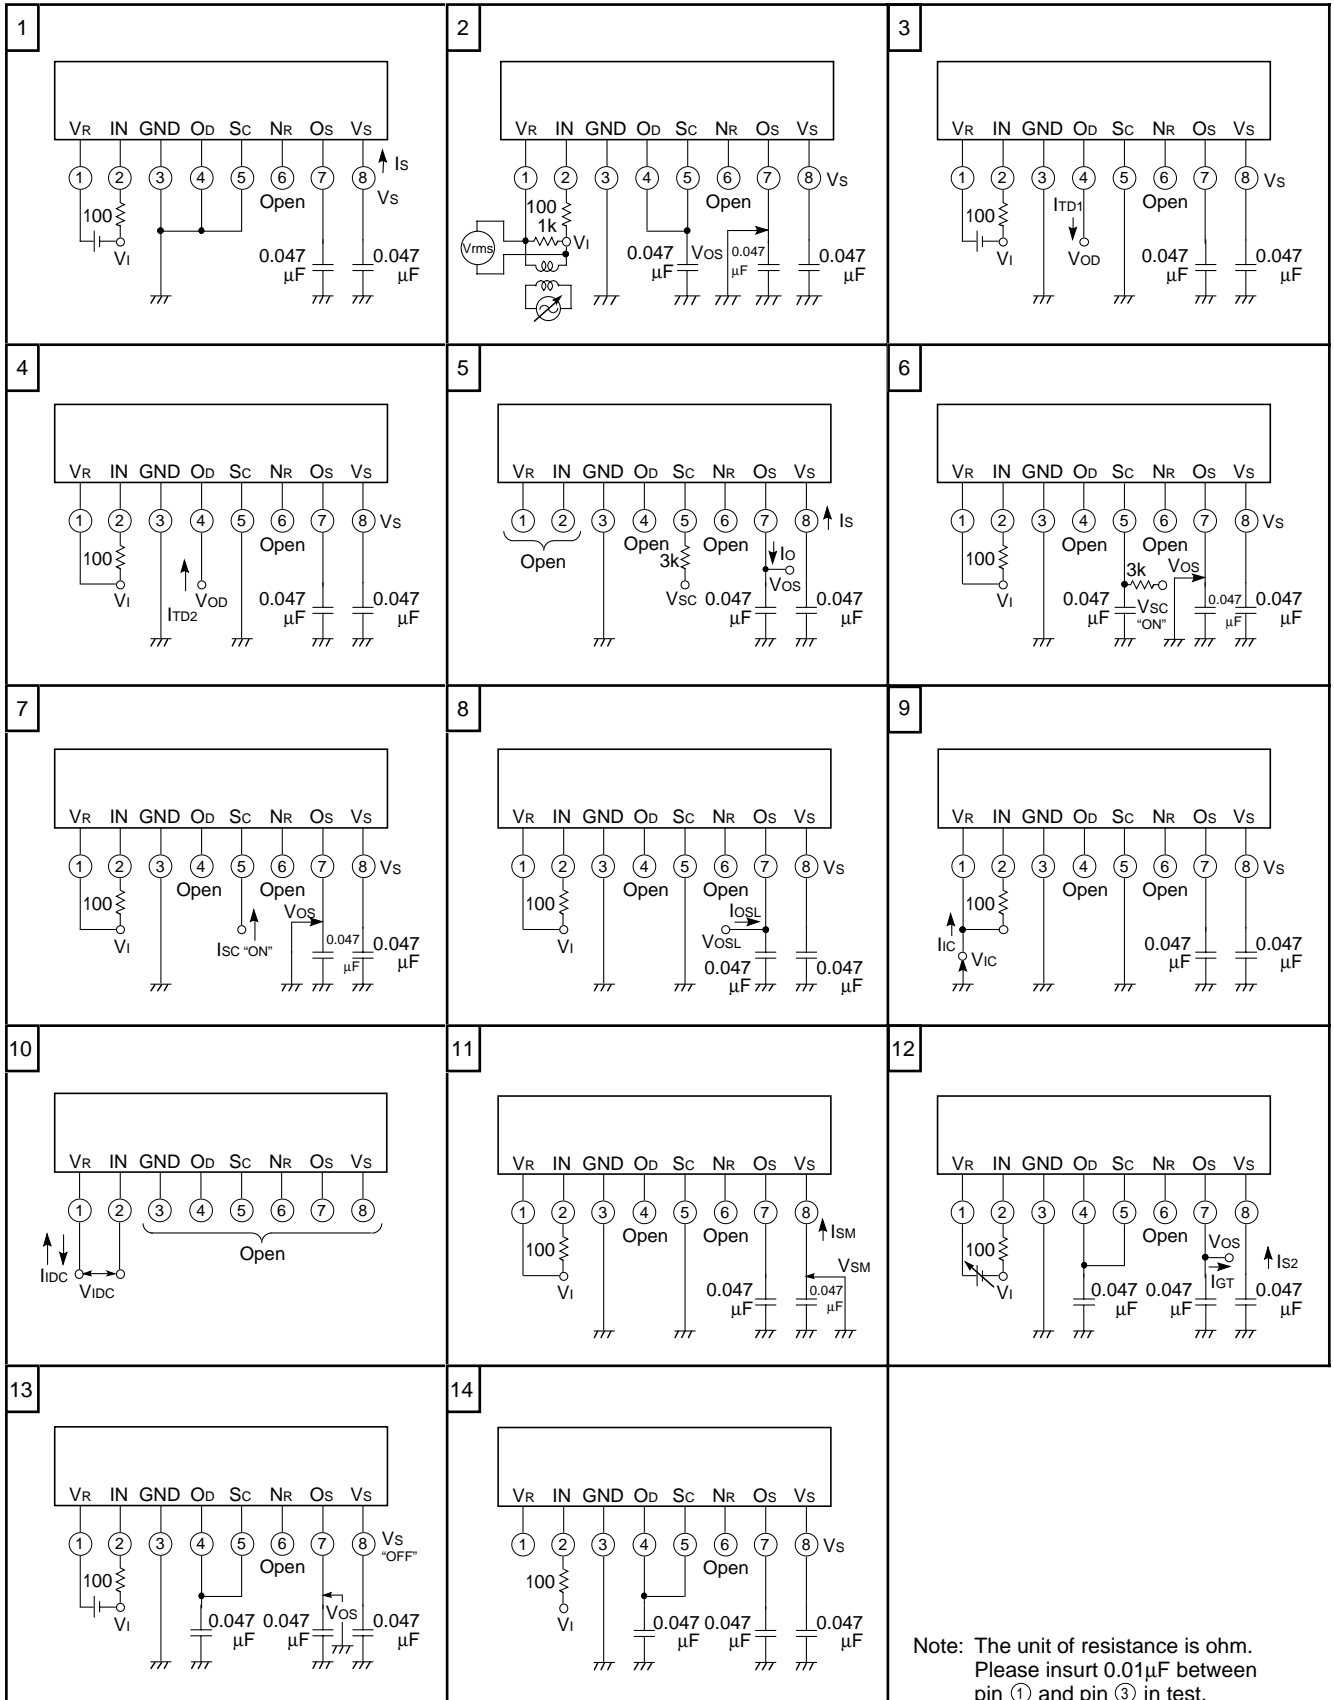 1
VR IN GND OD SC NR OS VS
IS
1 2 3 4 5 6 7 8
VS
Open
100
VI
0.047 μF
0.047 μF
2
VR IN GND OD SC NR OS VS
1 2 3 4 5 6 7 8 VS
Open
100
1k
Vrms
VI
0.047 μF
VOS
0.047 μF
0.047 μF
3
VR IN GND OD SC NR OS VS
1 2 3 4 5 6 7 8 VS
Open
ITD1
100
VI
VOD
0.047 μF
0.047 μF
4
VR IN GND OD SC NR OS VS
1 2 3 4 5 6 7 8 VS
Open
100
VI
ITD2
VOD
0.047 μF
0.047 μF
5
VR IN GND OD SC NR OS VS
1 2 3 4 5 6 7 8 IS
Open
Open
Open
3k
IO
VOS
VSC
0.047 μF
0.047 μF
6
VR IN GND OD SC NR OS VS
1 2 3 4 5 6 7 8 VS
Open
100
3k
VOS
VI
0.047 μF
VSC
“ON”
0.047 μF
0.047 μF
7
VR IN GND OD SC NR OS VS
1 2 3 4 5 6 7 8 VS
Open
Open
100
VOS
VI
ISC “ON”
0.047 μF
0.047 μF
8
VR IN GND OD SC NR OS VS
1 2 3 4 5 6 7 8 VS
Open
Open
100
IOSL
VI
VOSL
0.047 μF
0.047 μF
9
VR IN GND OD SC NR OS VS
1 2 3 4 5 6 7 8 VS
Open
Open
100
IIC
VIC
0.047 μF
0.047 μF
10
VR IN GND OD SC NR OS VS
1 2 3 4 5 6 7 8
Open
IIDC
VIDC
11
VR IN GND OD SC NR OS VS
1 2 3 4 5 6 7 8
ISM
Open
Open
100
VI
VSM
0.047 μF
0.047 μF
12
VR IN GND OD SC NR OS VS
1 2 3 4 5 6 7 8
Open
100
VOS
IS2
IGT
VI
0.047 μF
0.047 μF
0.047 μF
13
VR IN GND OD SC NR OS VS
1 2 3 4 5 6 7 8 VS
“OFF”
Open
100
VI
VOS
0.047 μF
0.047 μF
0.047 μF
14
VR IN GND OD SC NR OS VS
1 2 3 4 5 6 7 8 VS
Open
100
VI
0.047 μF
0.047 μF
0.047 μF
Note: The unit of resistance is ohm.
Please insurt 0.01μF between
pin ① and pin ③ in test.